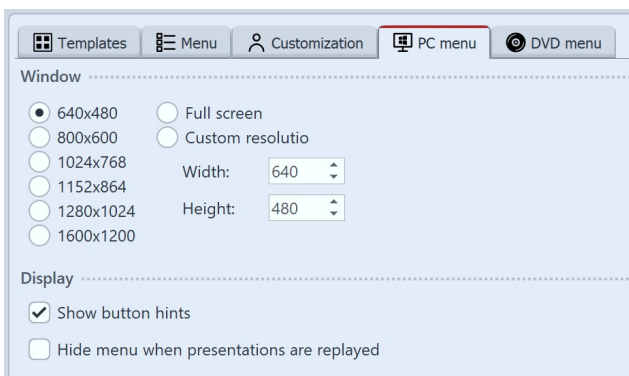 Templates Menu Customization PC menu DVD menu
Window
640x480 Full screen
800x600 Custom resolutio
1024x768 Width: 640
1152x864
1280x1024 Height: 480
1600x1200
Display
Show button hints
Hide menu when presentations are replayed